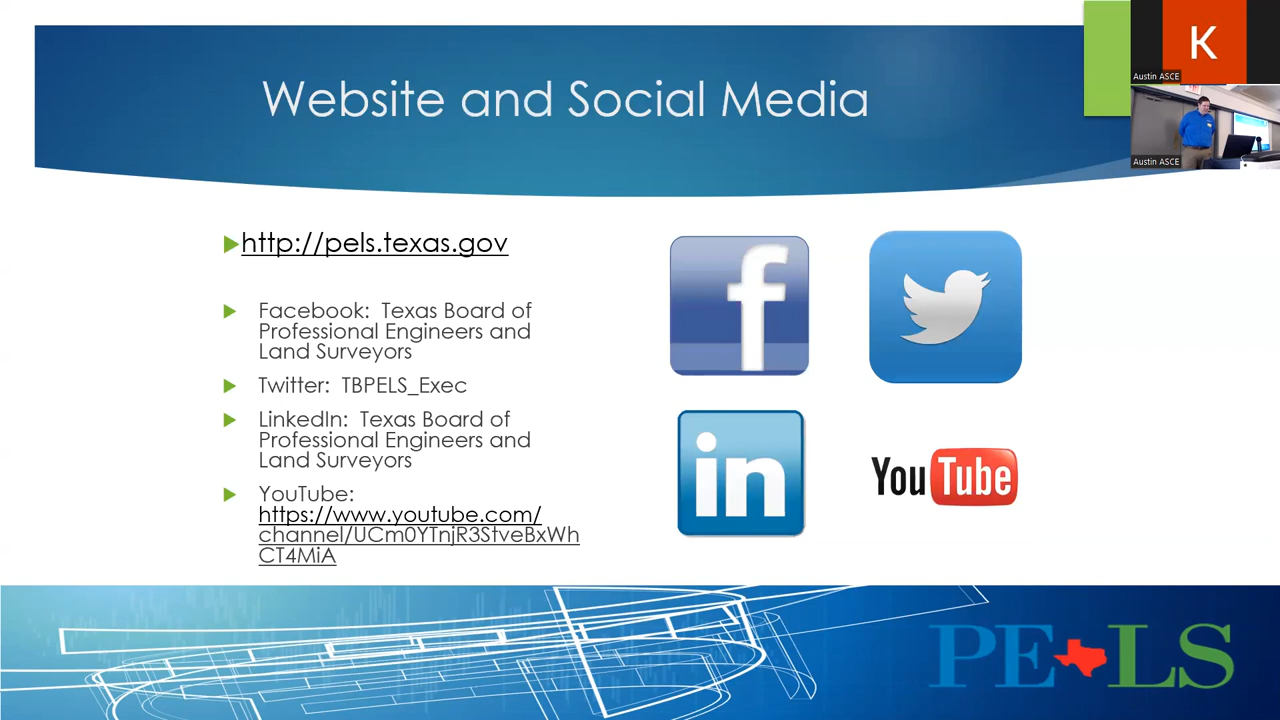 Website and Social Media
K
Austin ASCE
Austin ASCE
http://pels.texas.gov
Facebook: Texas Board of
Professional Engineers and
Land Surveyors
Twitter: TBPELS_Exec
LinkedIn: Texas Board of
Professional Engineers and
Land Surveyors
YouTube:
https://www.youtube.com/
channel/UCm0YTnjR3StveBxWh
CT4MiA
f
in
YouTube
PE LS